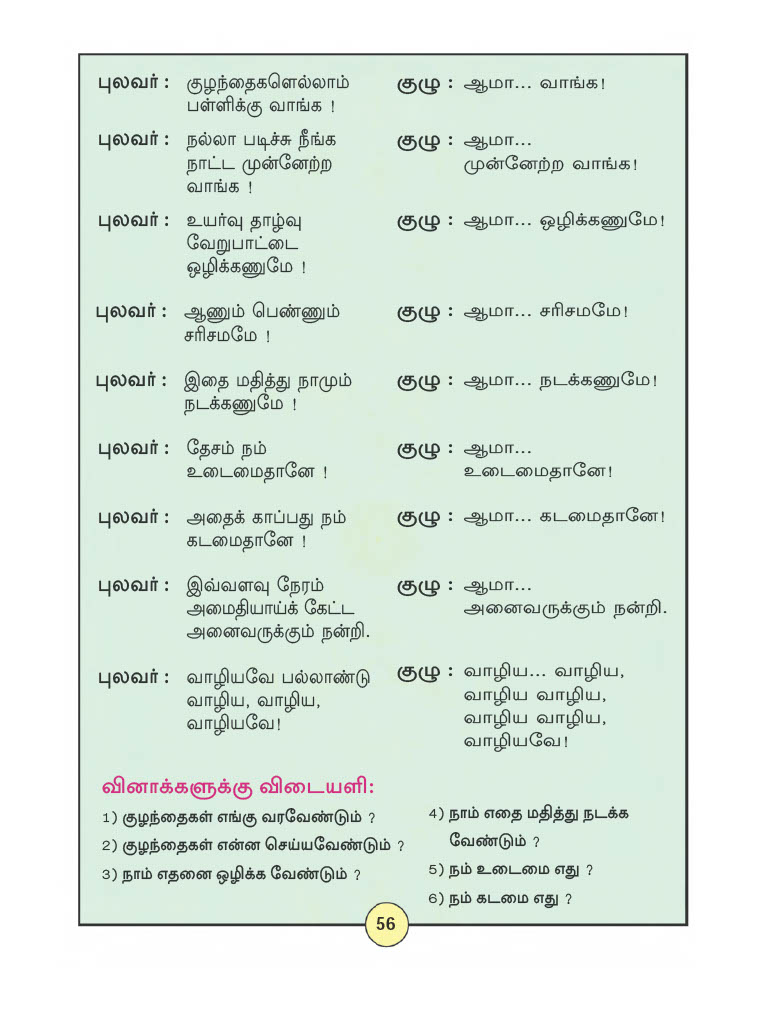 புலவர் : குழந்தைகளெல்லாம்
பள்ளிக்கு வாங்க !
குழு : ஆமா... வாங்க!
புலவர் : நல்லா படிச்சு நீங்க
நாட்ட முன்னேற்ற
வாங்க !
குழு : ஆமா...
முன்னேற்ற வாங்க!
புலவர் : உயர்வு தாழ்வு
வேறுபாட்டை
ஒழிக்கணுமே !
குழு : ஆமா... ஒழிக்கணுமே!
புலவர் : ஆணும் பெண்ணும்
சரிசமமே !
குழு : ஆமா... சரிசமமே!
புலவர் : இதை மதித்து நாமும்
நடக்கணுமே !
குழு : ஆமா... நடக்கணுமே!
புலவர் : தேசம் நம்
உடைமைதானே !
குழு : ஆமா...
உடைமைதானே!
புலவர் : அதைக் காப்பது நம்
கடமைதானே !
குழு : ஆமா... கடமைதானே!
புலவர் : இவ்வளவு நேரம்
அமைதியாய்க் கேட்ட
அனைவருக்கும் நன்றி.
குழு : ஆமா...
அனைவருக்கும் நன்றி.
புலவர் : வாழியவே பல்லாண்டு
வாழிய, வாழிய,
வாழியவே!
குழு : வாழிய... வாழிய,
வாழிய வாழிய,
வாழிய வாழிய,
வாழியவே!
வினாக்களுக்கு விடையளி:
1) குழந்தைகள் எங்கு வரவேண்டும் ?
2) குழந்தைகள் என்ன செய்யவேண்டும் ?
3) நாம் எதனை ஒழிக்க வேண்டும் ?
4) நாம் எதை மதித்து நடக்க
வேண்டும் ?
5) நம் உடைமை எது ?
6) நம் கடமை எது ?
56